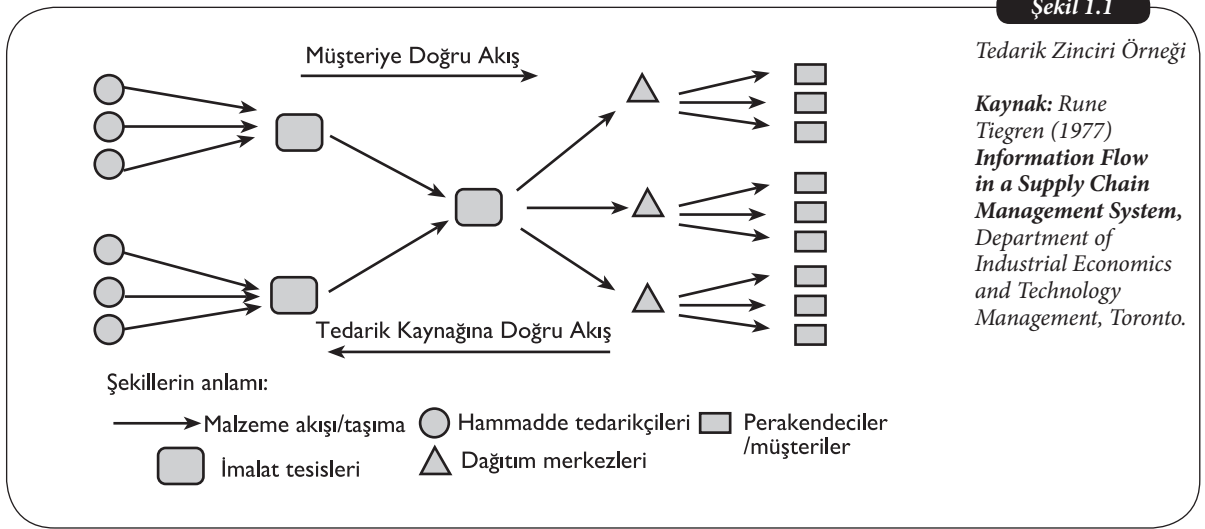 Şekil 1.1
Tedarik Zinciri Örneği
Kaynak: Rune
Tiegren (1977)
Information Flow
in a Supply Chain
Management System,
Department of
Industrial Economics
and Technology
Management, Toronto.
Müşteriye Doğru Akış
Tedarik Kaynağına Doğru Akış
Şekillerin anlamı:
Malzeme akışı/taşıma
Hammadde tedarikçileri
Perakendeciler
/müşteriler
İmalat tesisleri
Dağıtım merkezleri